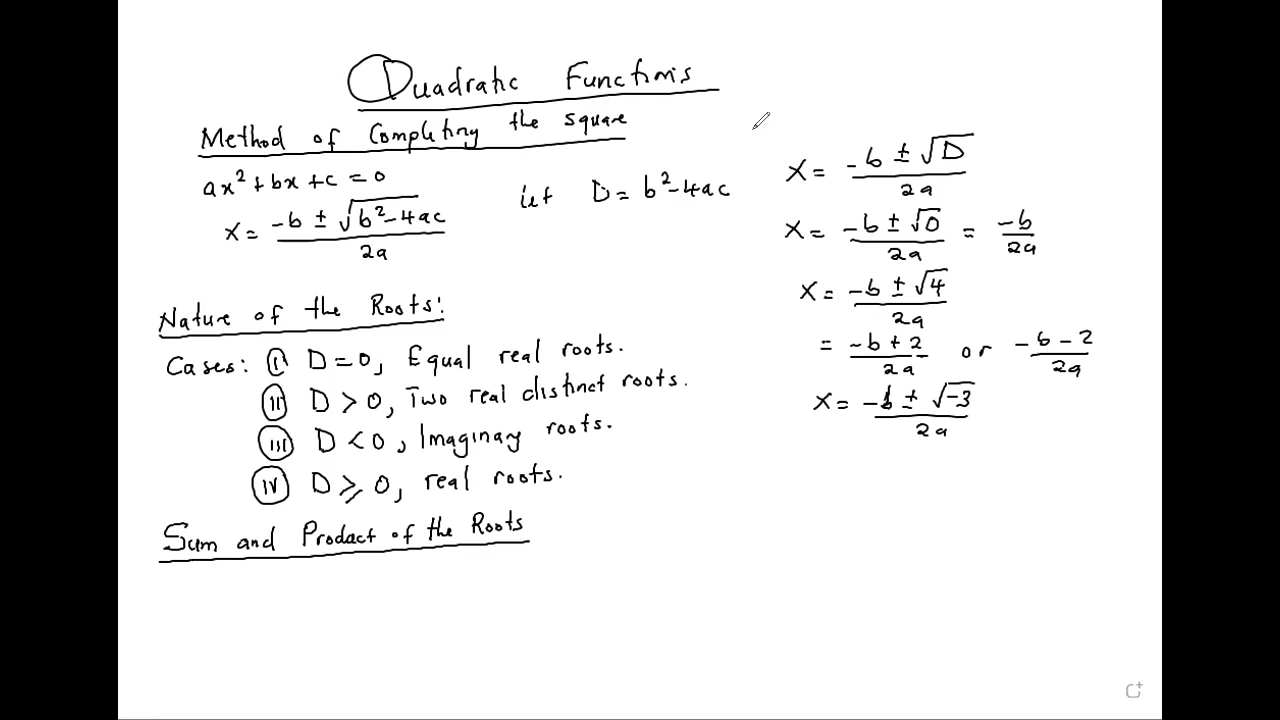 Quadratic Functions
Method of Completing the square
ax² + bx + c = 0
x = (-b ± √(b² - 4ac)) / 2a
let D = b² - 4ac
Nature of the Roots:
Cases: (i) D = 0, Equal real roots.
(ii) D > 0, Two real distinct roots.
(iii) D < 0, Imaginary roots.
(iv) D ≥ 0, real roots.
Sum and Product of the Roots
x = (-b ± √D) / 2a
x = (-b ± √0) / 2a = -b / 2a
x = (-b ± √4) / 2a
= (-b + 2) / 2a or (-b - 2) / 2a
x = (-b ± √-3) / 2a